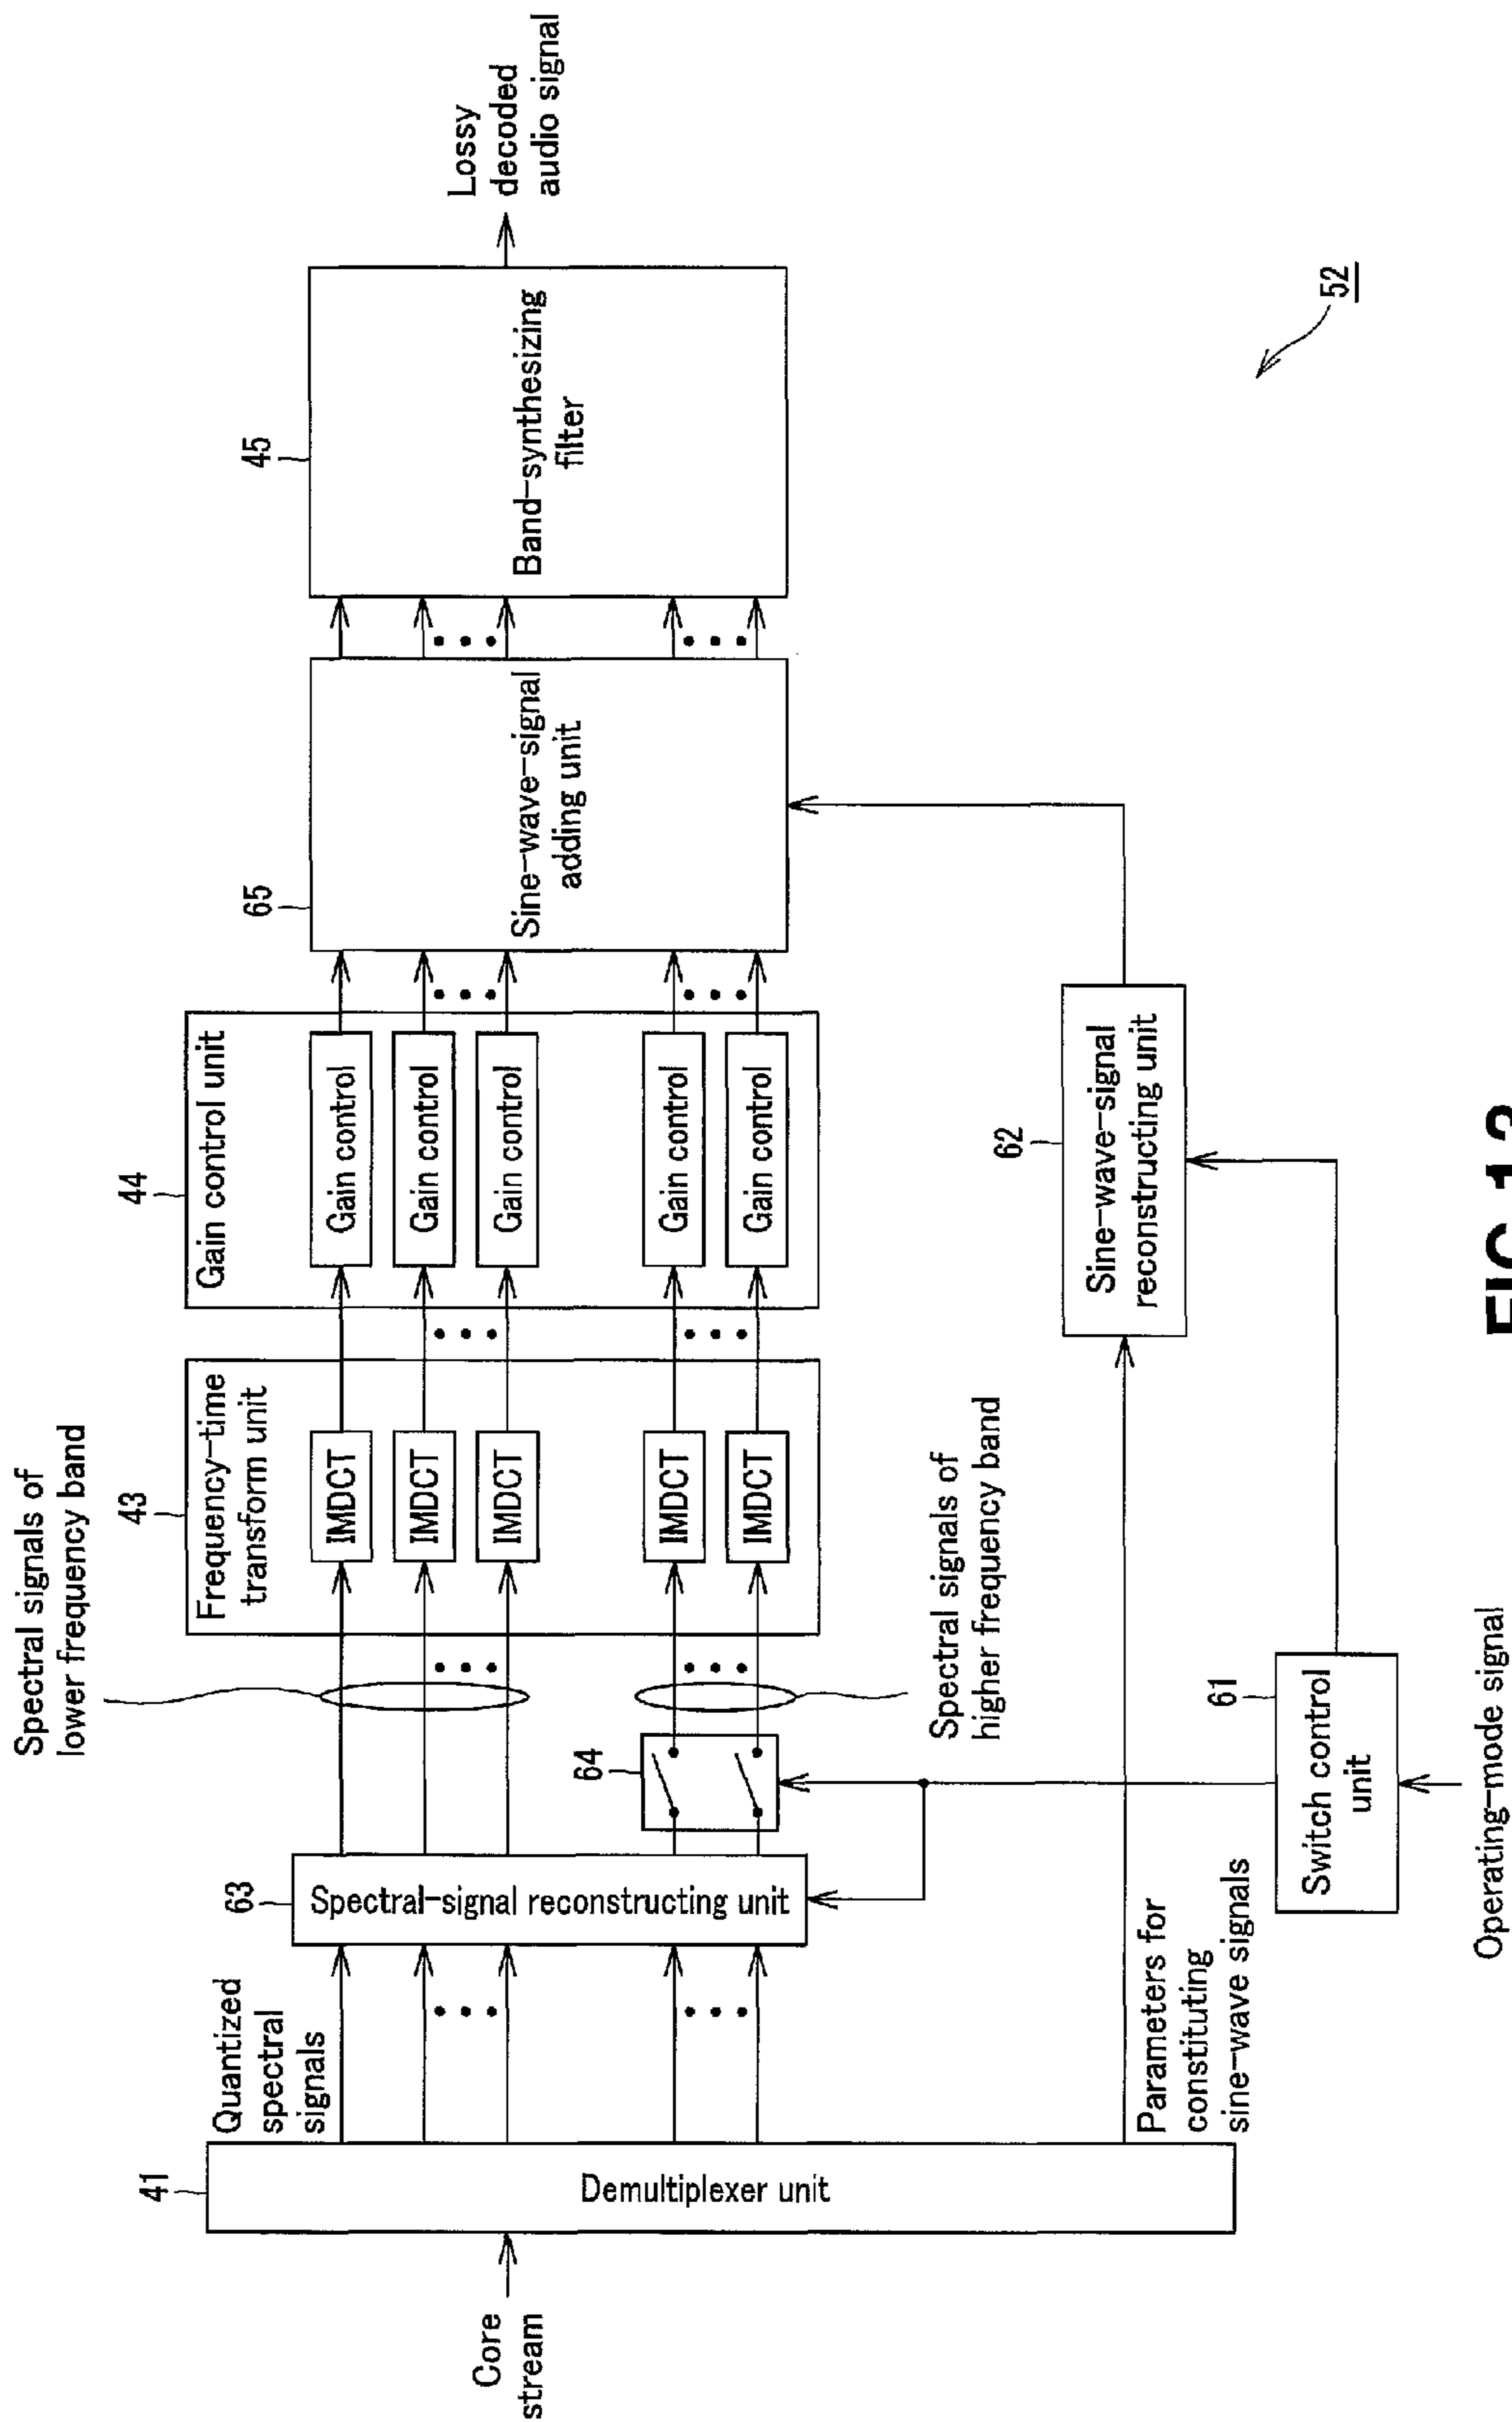 Core
stream
41
Demultiplexer unit
Quantized
spectral
signals
63
Spectral-signal reconstructing unit
64
Spectral signals of
lower frequency band
Spectral signals of
higher frequency band
43
Frequency-time
transform unit
IMDCT
IMDCT
IMDCT
IMDCT
IMDCT
44
Gain control unit
Gain control
Gain control
Gain control
Gain control
Gain control
65
Sine-wave-signal
adding unit
45
Band-synthesizing
filter
Lossy
decoded
audio signal
Parameters for
constituting
sine-wave signals
61
Switch control
unit
Operating-mode signal
62
Sine-wave-signal
reconstructing unit
52